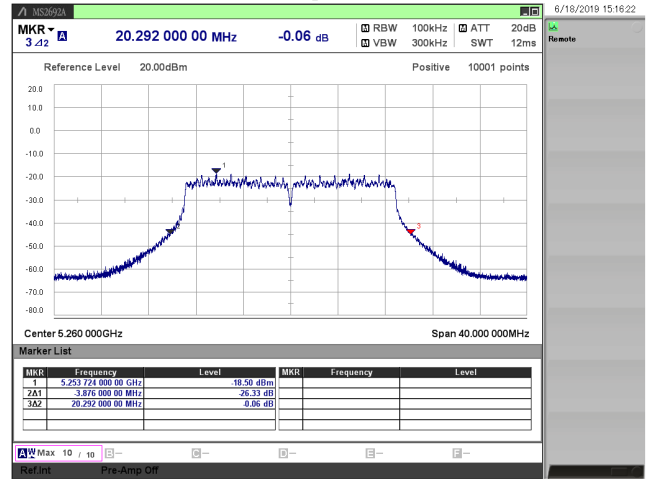 MS2692A
6/18/2019 15:16:22
MKR
3 Δ2 A
20.292 000 00 MHz
-0.06 dB
M RBW 100kHz M ATT 20dB
M VBW 300kHz SWT 12ms
Remote
Reference Level 20.00dBm
Positive 10001 points
20.0
10.0
0.0
-10.0
-20.0
-30.0
-40.0
-50.0
-60.0
-70.0
-80.0
1
3
Center 5.260 000GHz
Span 40.000 000MHz
Marker List
MKR Frequency Level MKR Frequency Level
1 5.253 724 000 00 GHz -18.50 dBm
2Δ1 -3.876 000 00 MHz -26.33 dB
3Δ2 20.292 000 00 MHz -0.06 dB
A W Max 10 / 10 B-- C-- D-- E-- F--
Ref.Int Pre-Amp Off